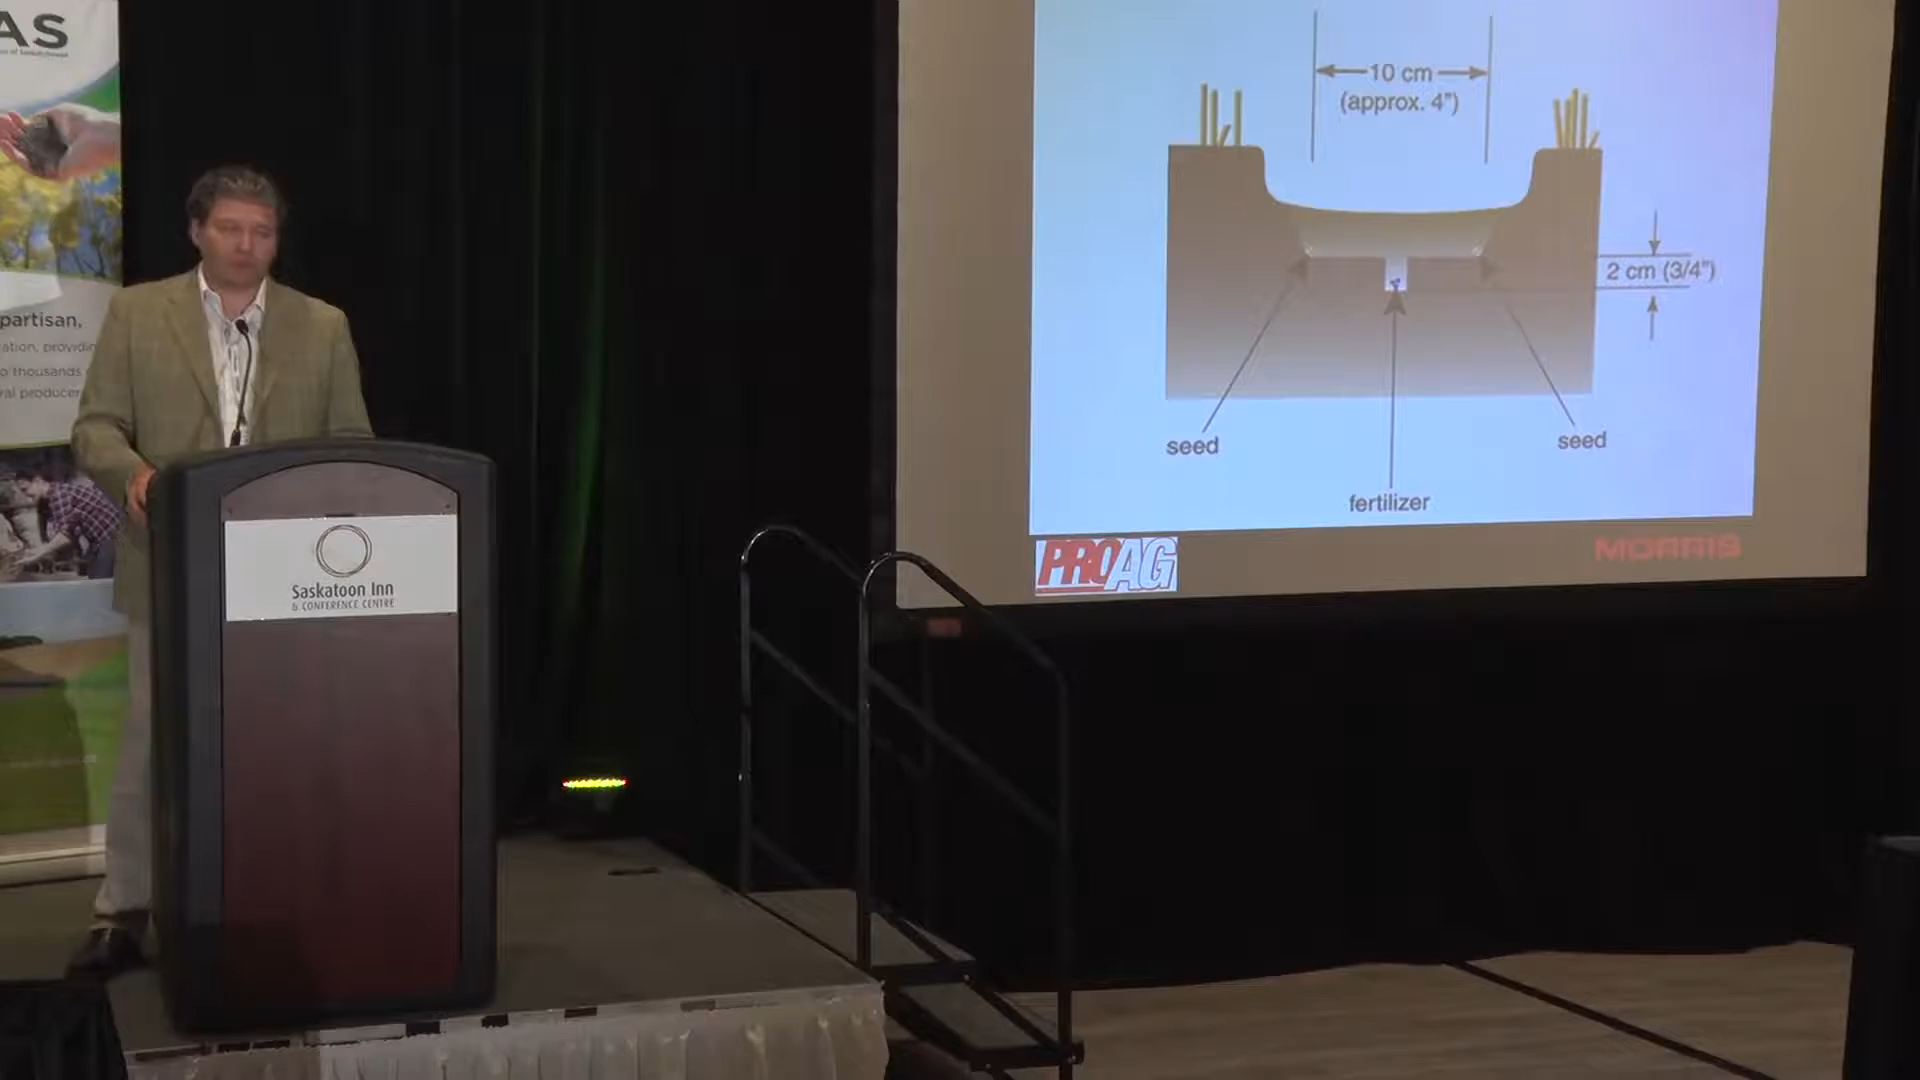 AS
partisan,
ation, providin
o thousands
ral producer
Saskatoon Inn
& CONFERENCE CENTRE
10 cm
(approx. 4")
2 cm (3/4")
seed
seed
fertilizer
PROAG
MORRIS